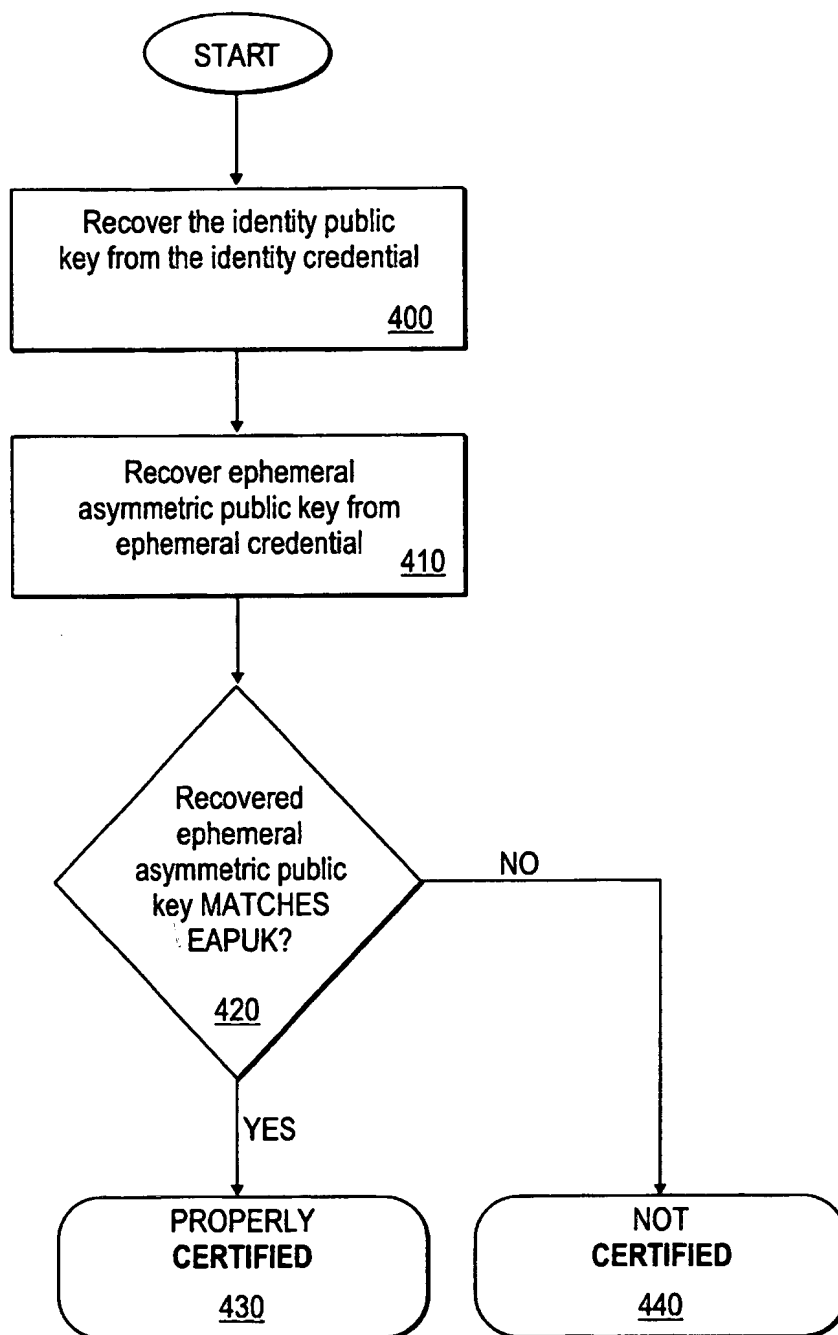 START
Recover the identity public
key from the identity credential
400
Recover ephemeral
asymmetric public key from
ephemeral credential
410
Recovered
ephemeral
asymmetric public
key MATCHES
EAPUK?
420
NO
YES
PROPERLY
CERTIFIED
430
NOT
CERTIFIED
440